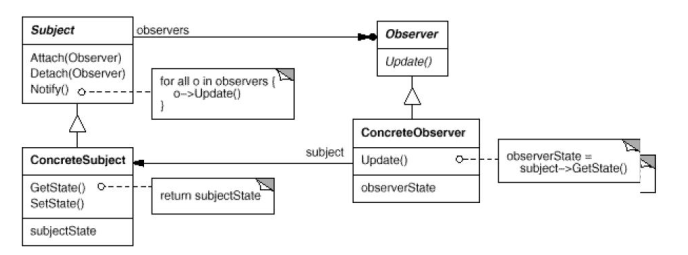 Subject
observers
Observer
Attach(Observer)
Detach(Observer)
Notify()
for all o in observers {
o->Update()
}
Update()
ConcreteSubject
GetState()
SetState()
subjectState
return subjectState
subject
ConcreteObserver
Update()
observerState
observerState =
subject->GetState()